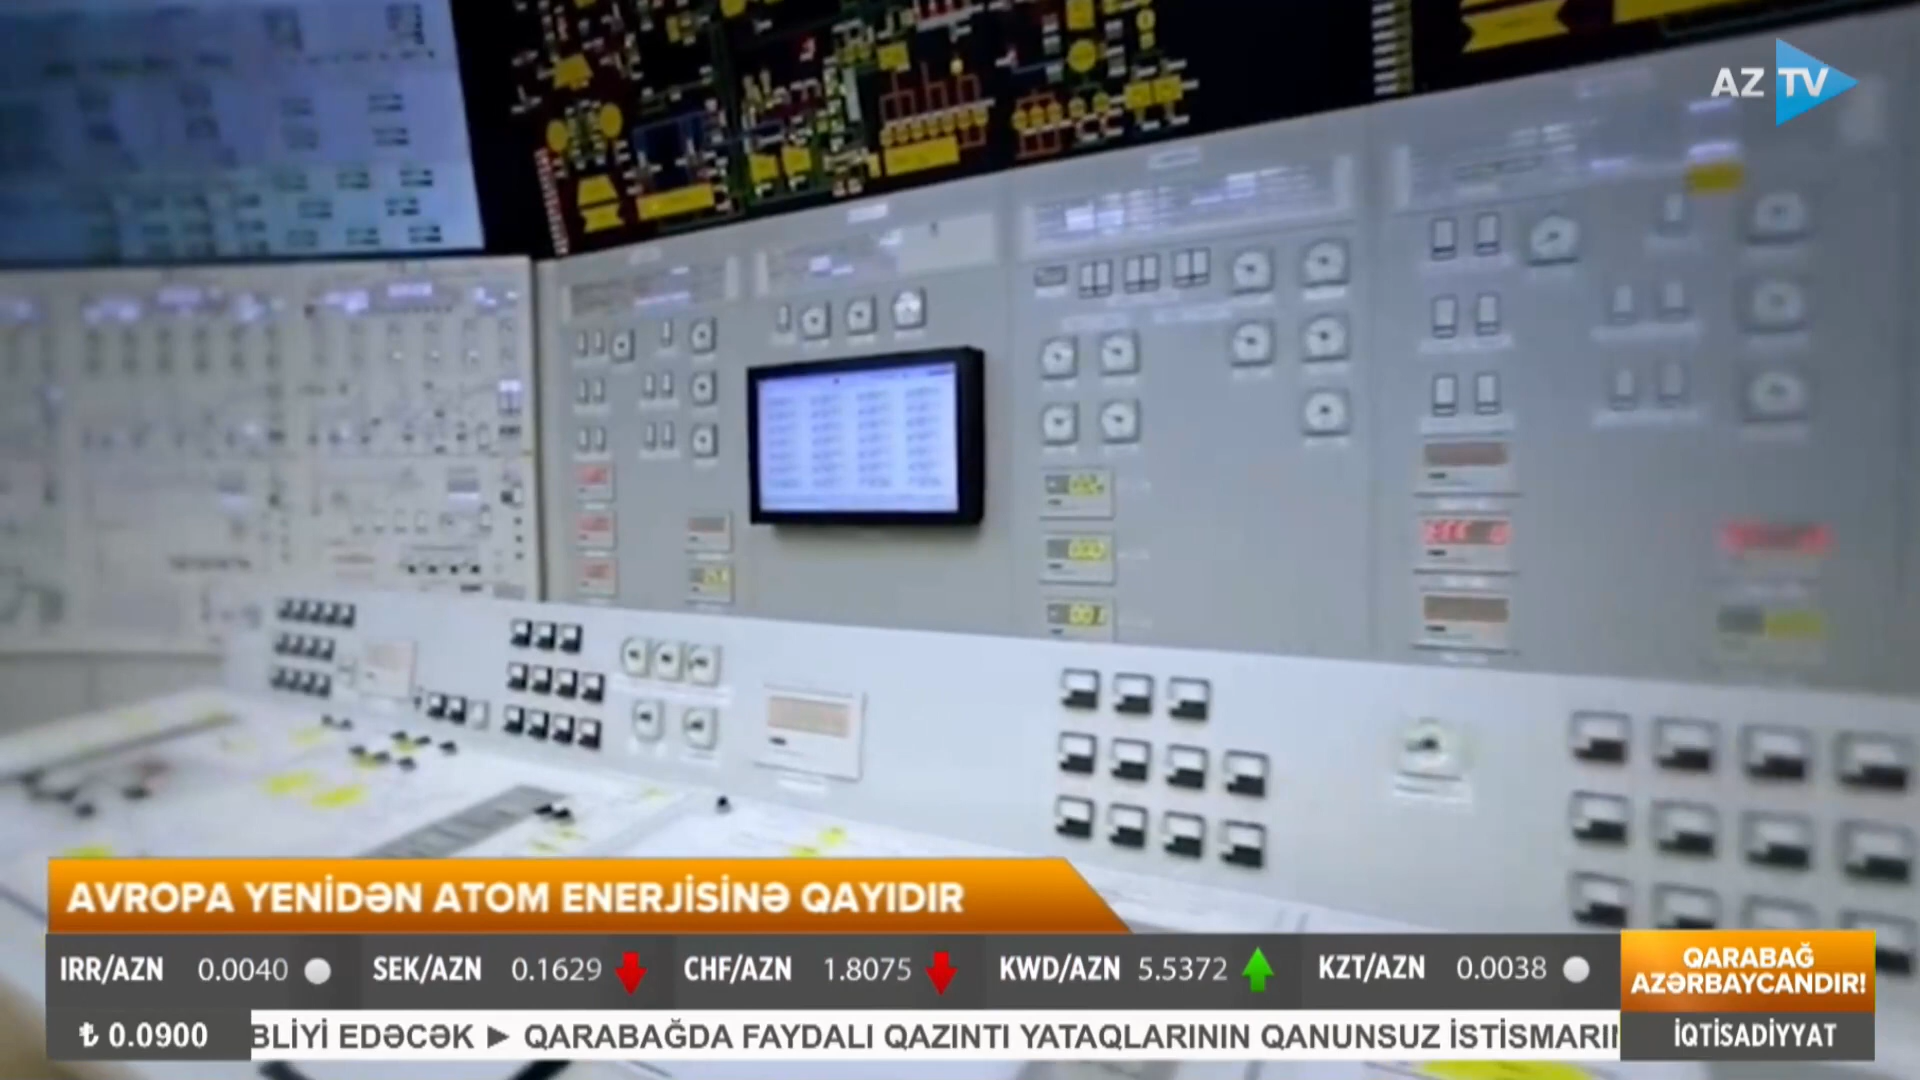 AZ TV
AVROPA YENİDƏN ATOM ENERJİSİNƏ QAYIDIR
IRR/AZN 0.0040 SEK/AZN 0.1629 CHF/AZN 1.8075 KWD/AZN 5.5372 KZT/AZN 0.0038
QARABAĞ
AZƏRBAYCANDIR!
₺ 0.0900 BLİYİ EDƏCƏK ► QARABAĞDA FAYDALI QAZINTI YATAQLARININ QANUNSUZ İSTİSMARIN
İQTİSADİYYAT